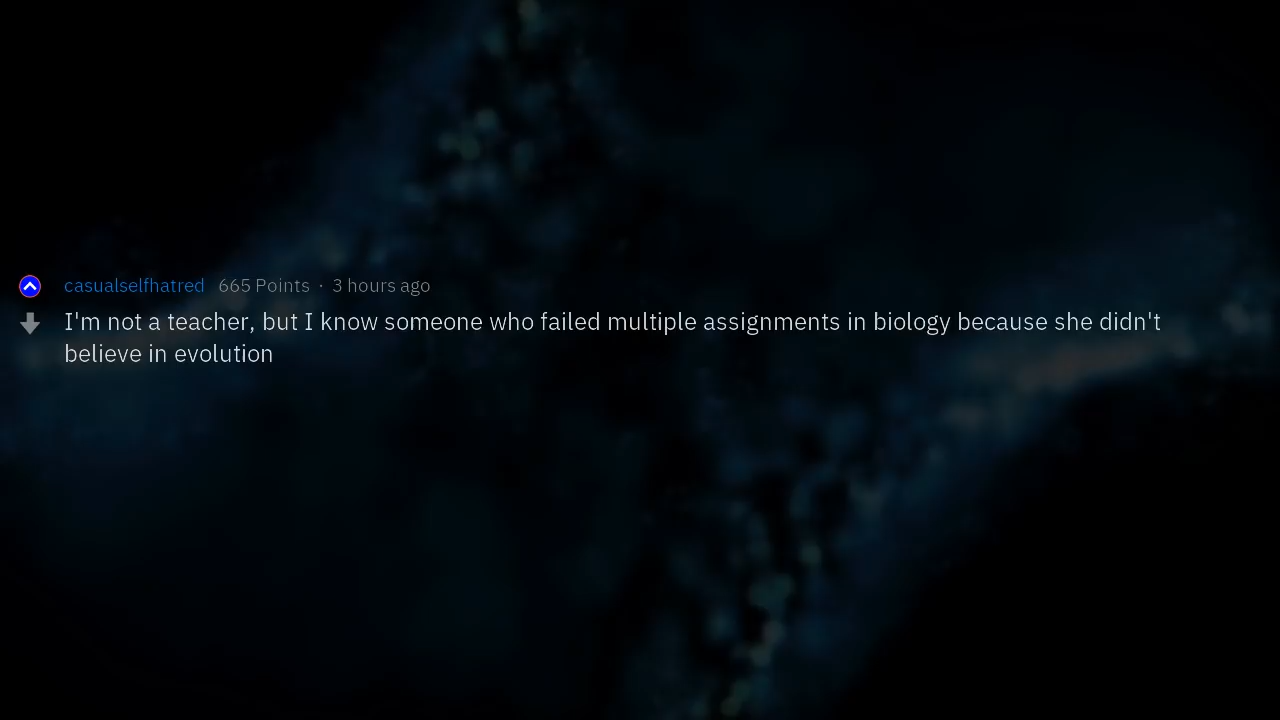 casualselfhatred 665 Points · 3 hours ago
I'm not a teacher, but I know someone who failed multiple assignments in biology because she didn't
believe in evolution